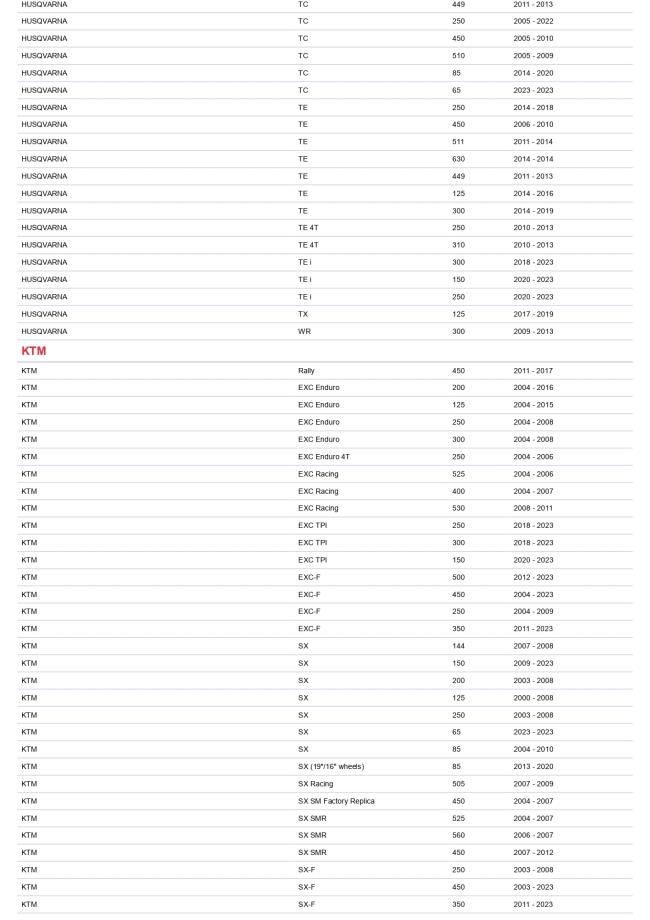 HUSQVARNA TC 449 2011 - 2013
HUSQVARNA TC 250 2005 - 2022
HUSQVARNA TC 450 2005 - 2010
HUSQVARNA TC 510 2005 - 2009
HUSQVARNA TC 85 2014 - 2020
HUSQVARNA TC 65 2023 - 2023
HUSQVARNA TE 250 2014 - 2018
HUSQVARNA TE 450 2006 - 2010
HUSQVARNA TE 511 2011 - 2014
HUSQVARNA TE 630 2014 - 2014
HUSQVARNA TE 449 2011 - 2013
HUSQVARNA TE 125 2014 - 2016
HUSQVARNA TE 300 2014 - 2019
HUSQVARNA TE 4T 250 2010 - 2013
HUSQVARNA TE 4T 310 2010 - 2013
HUSQVARNA TE i 300 2018 - 2023
HUSQVARNA TE i 150 2020 - 2023
HUSQVARNA TE i 250 2020 - 2023
HUSQVARNA TX 125 2017 - 2019
HUSQVARNA WR 300 2009 - 2013
KTM
KTM Rally 450 2011 - 2017
KTM EXC Enduro 200 2004 - 2016
KTM EXC Enduro 125 2004 - 2015
KTM EXC Enduro 250 2004 - 2008
KTM EXC Enduro 300 2004 - 2008
KTM EXC Enduro 4T 250 2004 - 2006
KTM EXC Racing 525 2004 - 2006
KTM EXC Racing 400 2004 - 2007
KTM EXC Racing 530 2008 - 2011
KTM EXC TPI 250 2018 - 2023
KTM EXC TPI 300 2018 - 2023
KTM EXC TPI 150 2020 - 2023
KTM EXC-F 500 2012 - 2023
KTM EXC-F 450 2004 - 2023
KTM EXC-F 250 2004 - 2009
KTM EXC-F 350 2011 - 2023
KTM SX 144 2007 - 2008
KTM SX 150 2009 - 2023
KTM SX 200 2003 - 2008
KTM SX 125 2000 - 2008
KTM SX 250 2003 - 2008
KTM SX 65 2023 - 2023
KTM SX 85 2004 - 2010
KTM SX (19"/16" wheels) 85 2013 - 2020
KTM SX Racing 505 2007 - 2009
KTM SX SM Factory Replica 450 2004 - 2007
KTM SX SMR 525 2004 - 2007
KTM SX SMR 560 2006 - 2007
KTM SX SMR 450 2007 - 2012
KTM SX-F 250 2003 - 2008
KTM SX-F 450 2003 - 2023
KTM SX-F 350 2011 - 2023